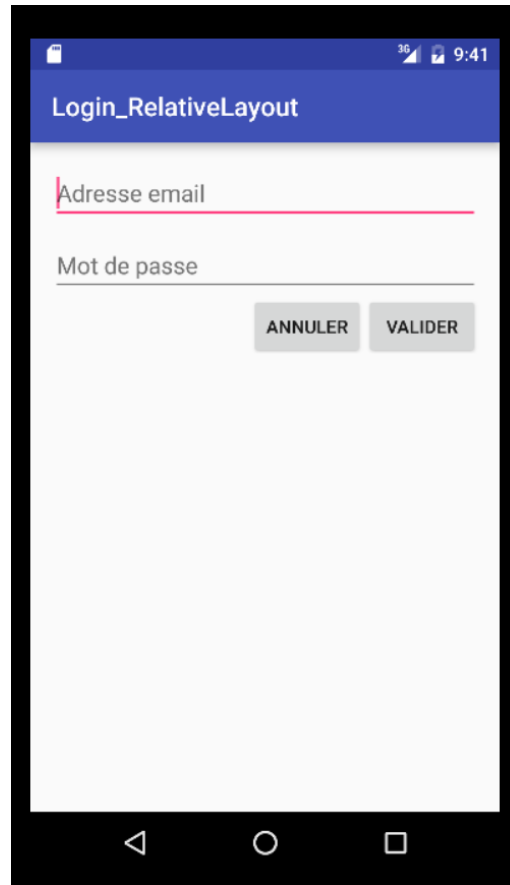 3G 9:41
Login_RelativeLayout
Adresse email
Mot de passe
ANNULER VALIDER